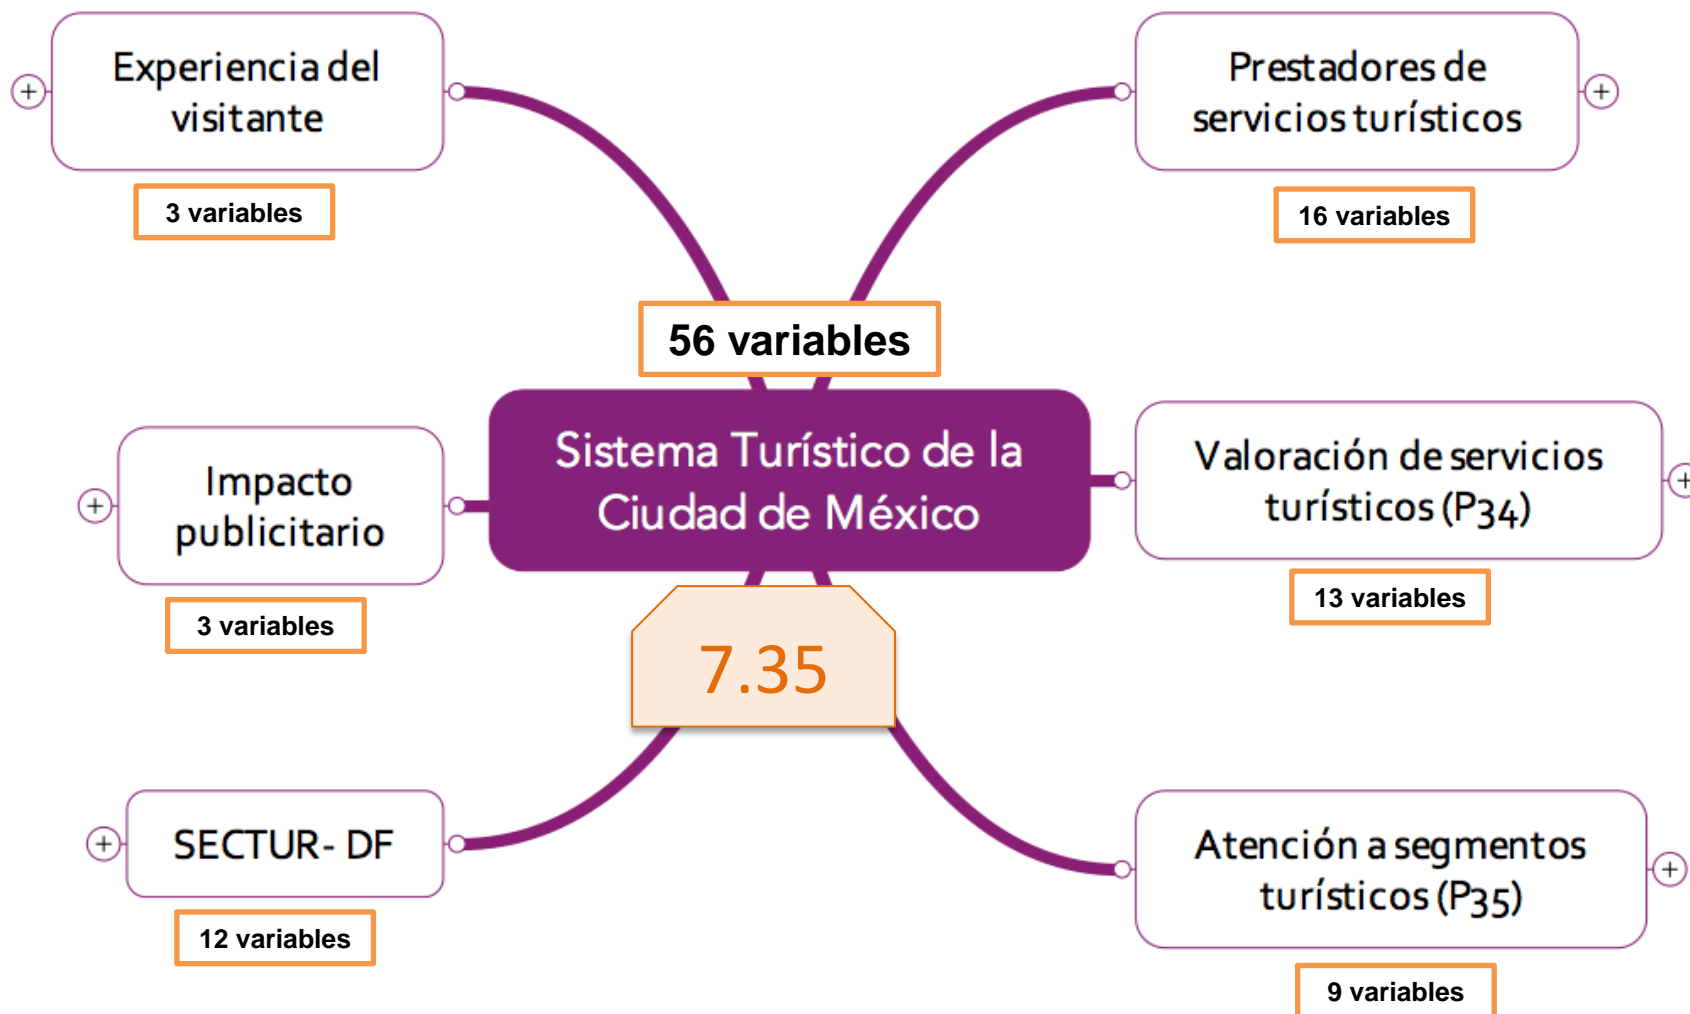 Experiencia del
visitante
3 variables
Prestadores de
servicios turísticos
16 variables
56 variables
Sistema Turístico de la
Ciudad de México
Impacto
publicitario
3 variables
Valoración de servicios
turísticos (P34)
13 variables
7.35
SECTUR- DF
12 variables
Atención a segmentos
turísticos (P35)
9 variables